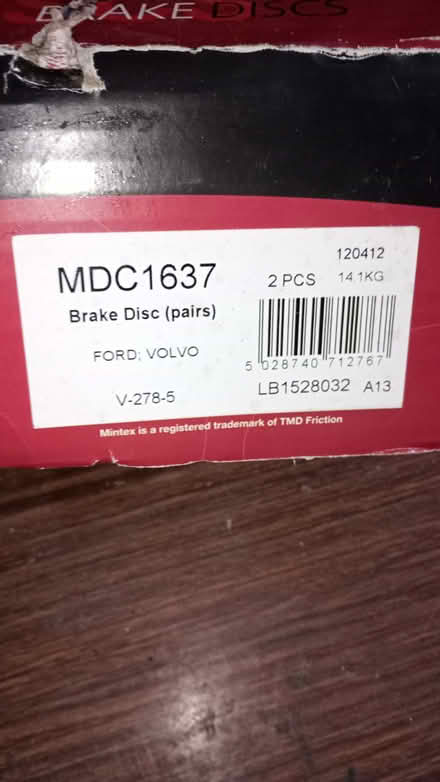 BRAKE DISCS
120412
MDC1637
2 PCS 14.1KG
Brake Disc (pairs)
FORD; VOLVO
5 028740 712767
V-278-5
LB1528032 A13
Mintex is a registered trademark of TMD Friction